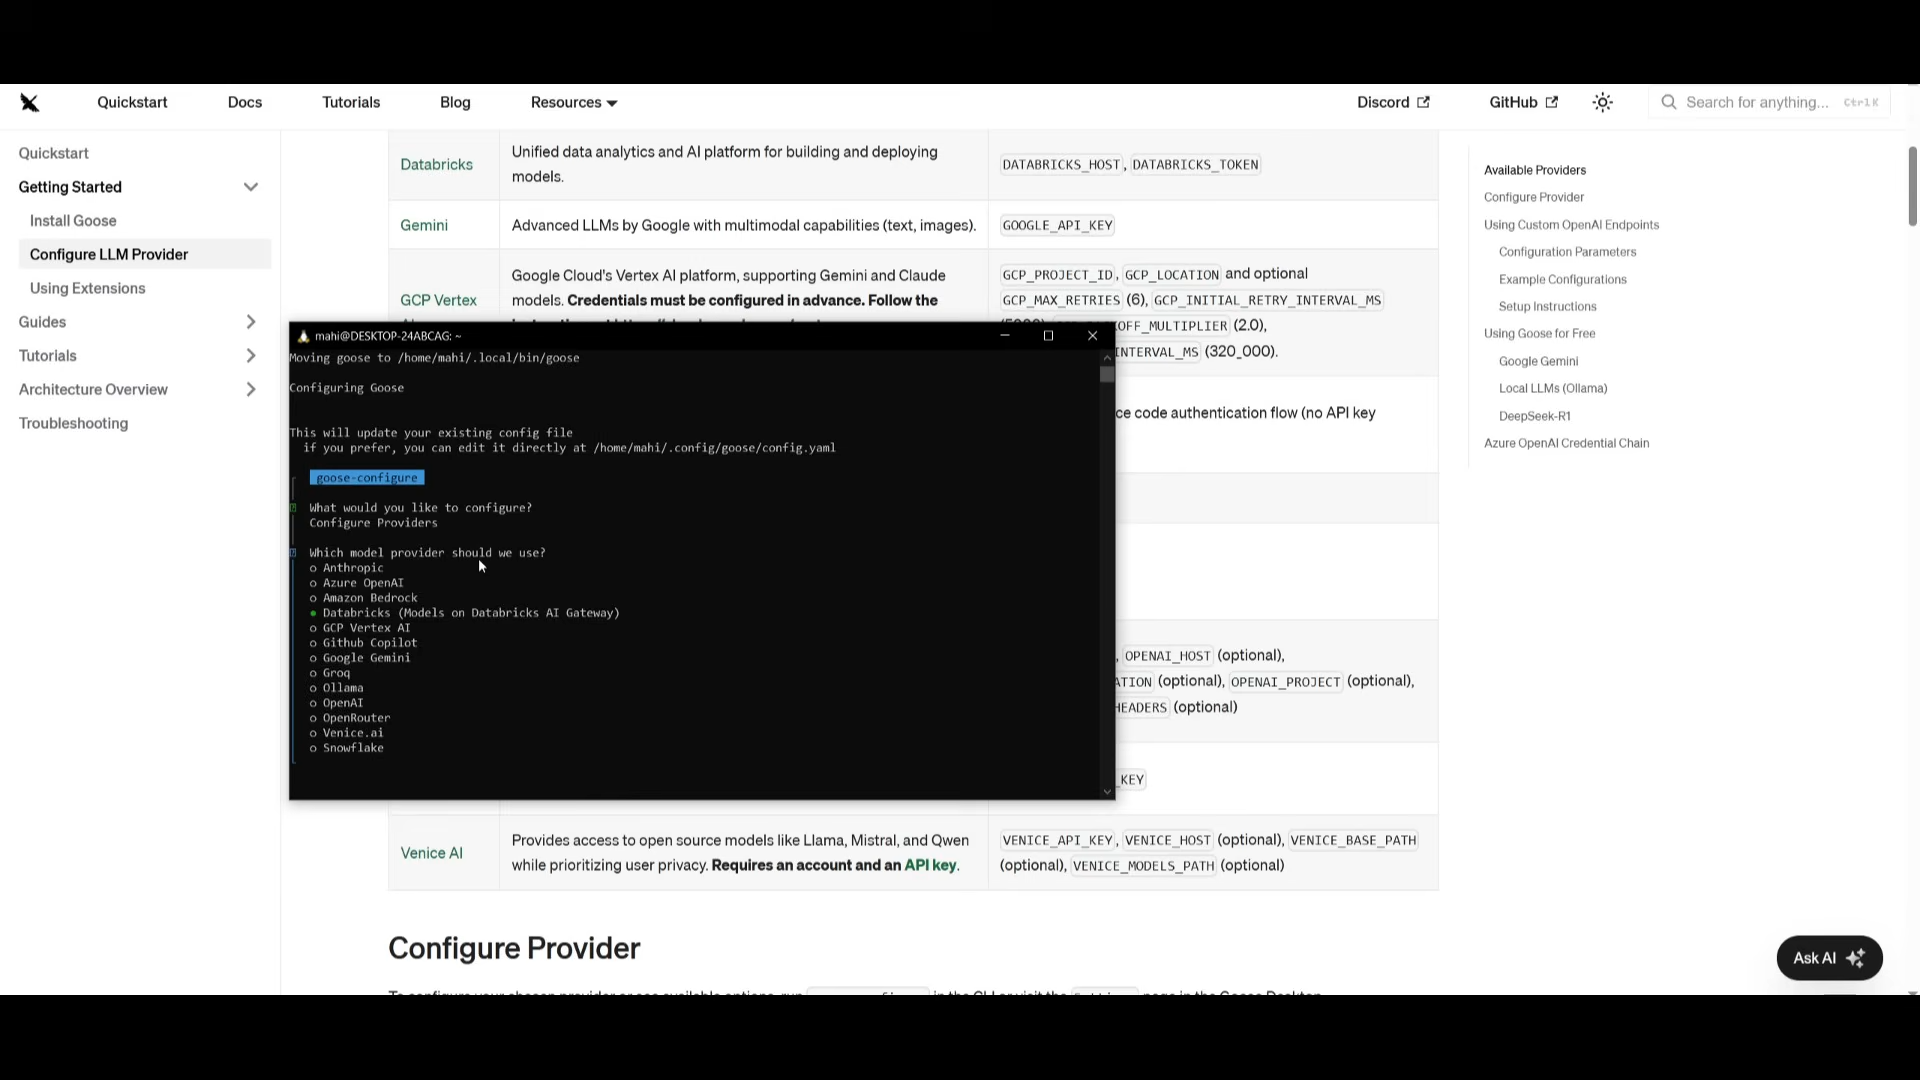 Quickstart
Docs
Tutorials
Blog
Resources
Discord
GitHub
Search for anything...
Ctrl K
Quickstart
Getting Started
Install Goose
Configure LLM Provider
Using Extensions
Guides
Tutorials
Architecture Overview
Troubleshooting
Databricks
Unified data analytics and AI platform for building and deploying
models.
DATABRICKS_HOST, DATABRICKS_TOKEN
Gemini
Advanced LLMs by Google with multimodal capabilities (text, images).
GOOGLE_API_KEY
GCP Vertex
Google Cloud's Vertex AI platform, supporting Gemini and Claude
models. Credentials must be configured in advance. Follow the
GCP_PROJECT_ID, GCP_LOCATION and optional
GCP_MAX_RETRIES (6), GCP_INITIAL_RETRY_INTERVAL_MS
OFF_MULTIPLIER (2.0),
INTERVAL_MS (320_000).
ce code authentication flow (no API key
, OPENAI_HOST (optional),
ATION (optional), OPENAI_PROJECT (optional),
HEADERS (optional)
KEY
mahi@DESKTOP-24ABCAG: ~
Moving goose to /home/mahi/.local/bin/goose
Configuring Goose
This will update your existing config file
if you prefer, you can edit it directly at /home/mahi/.config/goose/config.yaml
goose-configure
What would you like to configure?
Configure Providers
Which model provider should we use?
Anthropic
Azure OpenAI
Amazon Bedrock
Databricks (Models on Databricks AI Gateway)
GCP Vertex AI
Github Copilot
Google Gemini
Groq
Ollama
OpenAI
OpenRouter
Venice.ai
Snowflake
Venice AI
Provides access to open source models like Llama, Mistral, and Qwen
while prioritizing user privacy. Requires an account and an API key.
VENICE_API_KEY, VENICE_HOST (optional), VENICE_BASE_PATH
(optional), VENICE_MODELS_PATH (optional)
Configure Provider
Available Providers
Configure Provider
Using Custom OpenAI Endpoints
Configuration Parameters
Example Configurations
Setup Instructions
Using Goose for Free
Google Gemini
Local LLMs (Ollama)
DeepSeek-R1
Azure OpenAI Credential Chain
Ask AI